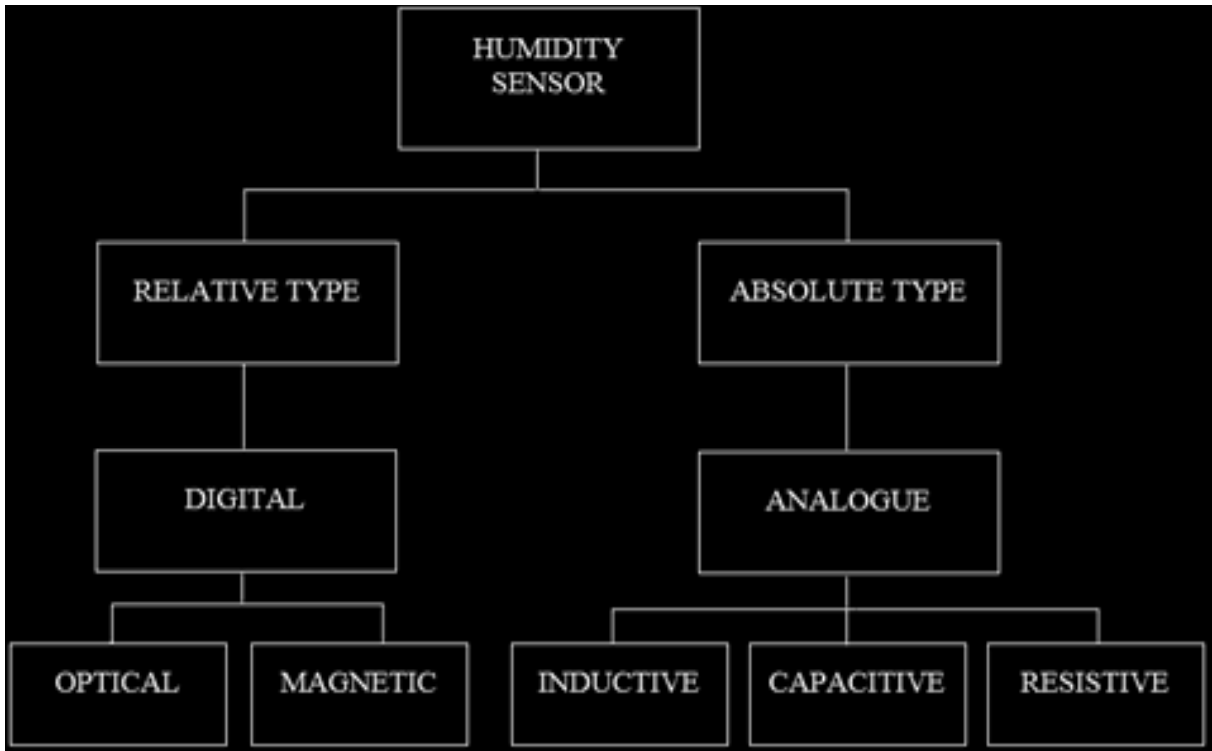 HUMIDITY
SENSOR
RELATIVE TYPE
ABSOLUTE TYPE
DIGITAL
ANALOGUE
OPTICAL
MAGNETIC
INDUCTIVE
CAPACITIVE
RESISTIVE